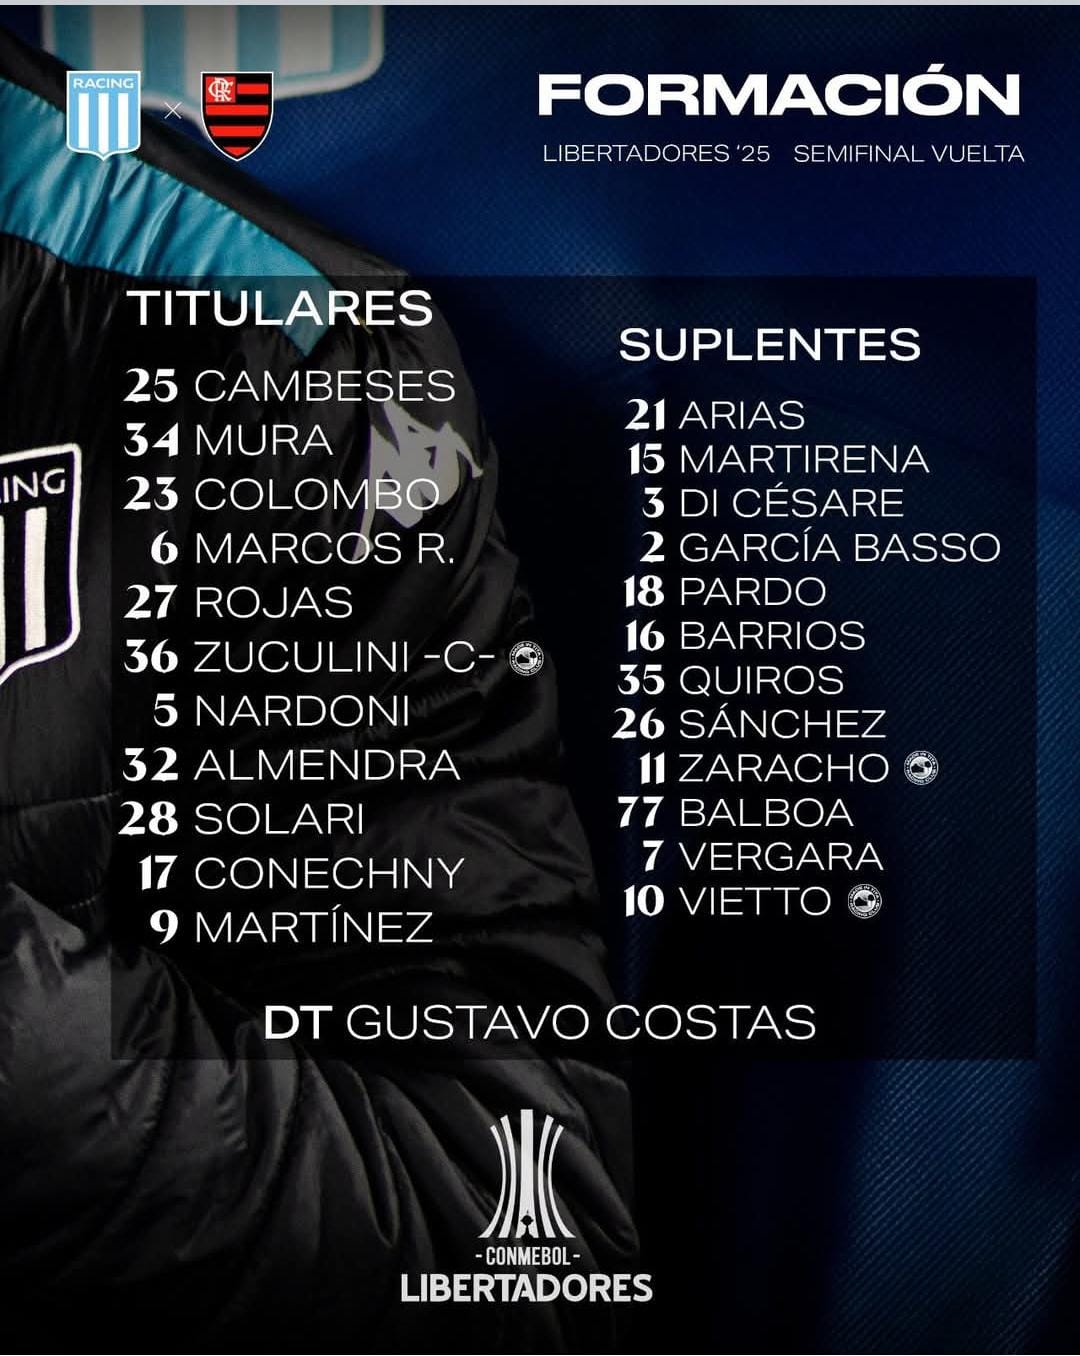 RACING
FORMACIÓN
LIBERTADORES '25 SEMIFINAL VUELTA
TITULARES
25 CAMBESES
34 MURA
23 COLOMBO
6 MARCOS R.
27 ROJAS
36 ZUCULINI -C-
5 NARDONI
32 ALMENDRA
28 SOLARI
17 CONECHNY
9 MARTÍNEZ
SUPLENTES
21 ARIAS
15 MARTIRENA
3 DI CÉSARE
2 GARCÍA BASSO
18 PARDO
16 BARRIOS
35 QUIROS
26 SÁNCHEZ
11 ZARACHO
77 BALBOA
7 VERGARA
10 VIETTO
DT GUSTAVO COSTAS
ING
-CONMEBOL-
LIBERTADORES